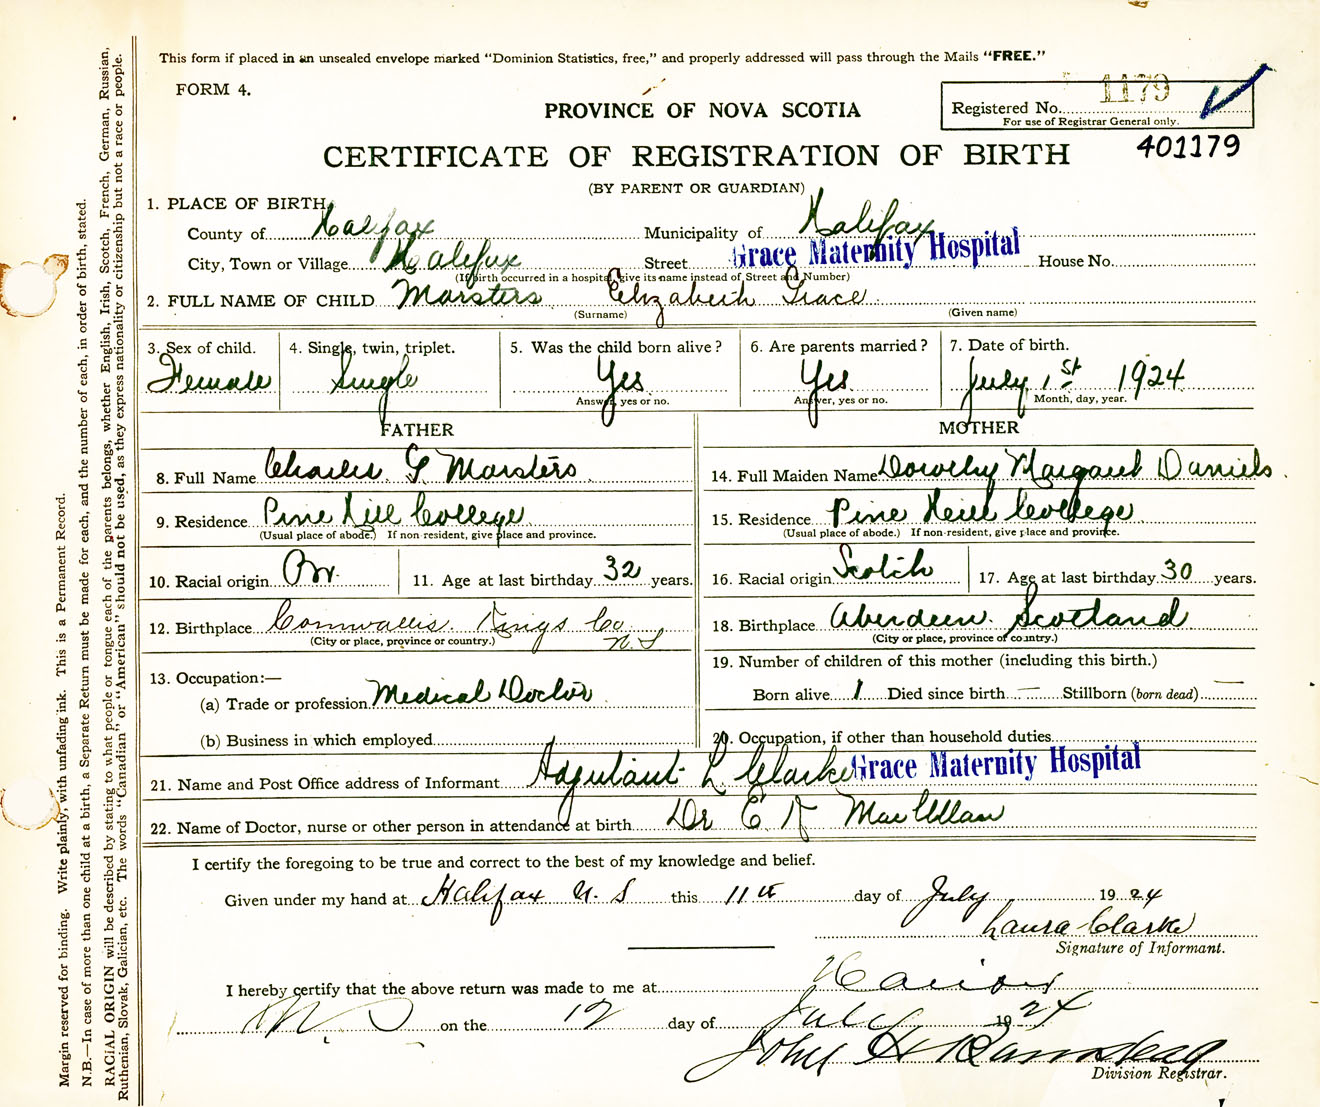 This form if placed in an unsealed envelope marked "Dominion Statistics, free," and properly addressed will pass through the Mails "FREE."
FORM 4.
1179
Registered No.
For use of Registrar General only.
PROVINCE OF NOVA SCOTIA
401179
CERTIFICATE OF REGISTRATION OF BIRTH
(BY PARENT OR GUARDIAN)
1. PLACE OF BIRTH
County of Halifax Municipality of Halifax
City, Town or Village Halifax Street Grace Maternity Hospital House No.
(If birth occurred in a hospital, give its name instead of Street and Number)
2. FULL NAME OF CHILD Marsters Elizabeth Grace
(Surname) (Given name)
3. Sex of child. 4. Single, twin, triplet. 5. Was the child born alive? 6. Are parents married? 7. Date of birth.
Female Single Yes Yes July 1st 1924
Answer, yes or no. Answer, yes or no. Month, day, year.
FATHER
8. Full Name Charles G Marsters
9. Residence Pine Hill College
(Usual place of abode.) If non-resident, give place and province.
10. Racial origin 11. Age at last birthday 32 years.
12. Birthplace Cornwallis. Kings Co. N.S
(City or place, province or country.)
13. Occupation:—
(a) Trade or profession Medical Doctor
(b) Business in which employed
MOTHER
14. Full Maiden Name Dorothy Margaret Daniels.
15. Residence Pine Hill College
(Usual place of abode.) If non-resident, give place and province.
16. Racial origin Scotch 17. Age at last birthday 30 years.
18. Birthplace Aberdeen. Scotland
(City or place, province or country.)
19. Number of children of this mother (including this birth.)
Born alive 1 Died since birth — Stillborn (born dead) —
20. Occupation, if other than household duties
21. Name and Post Office address of Informant Adjutant L Clarke Grace Maternity Hospital
22. Name of Doctor, nurse or other person in attendance at birth Dr E K MacLellan
I certify the foregoing to be true and correct to the best of my knowledge and belief.
Given under my hand at Halifax N. S this 11th day of July 1924
Laura Clarke
Signature of Informant.
I hereby certify that the above return was made to me at
on the 12 day of July 1924
John H
Division Registrar.
Margin reserved for binding. Write plainly, with unfading ink. This is a Permanent Record.
N.B.—In case of more than one child at a birth, a Separate Return must be made for each, and the number of each, in order of birth, stated.
RACIAL ORIGIN will be described by stating to what people or tongue each of the parents belongs, whether English, Irish, Scotch, French, German, Russian,
Ruthenian, Slovak, Galician, etc. The words "Canadian" or "American" should not be used, as they express nationality or citizenship but not a race or people.